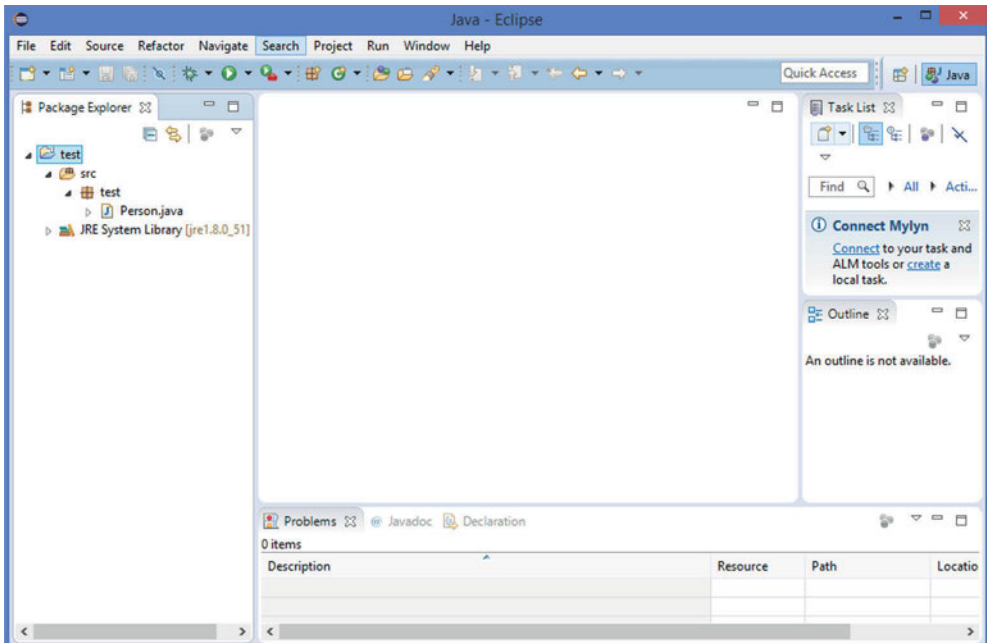 Java - Eclipse
File Edit Source Refactor Navigate Search Project Run Window Help
Quick Access
Java
Package Explorer
test
src
test
Person.java
JRE System Library [jre1.8.0_51]
Task List
Find
All
Acti...
Connect Mylyn
Connect to your task and
ALM tools or create a
local task.
Outline
An outline is not available.
Problems @ Javadoc Declaration
0 items
Description Resource Path Locatio